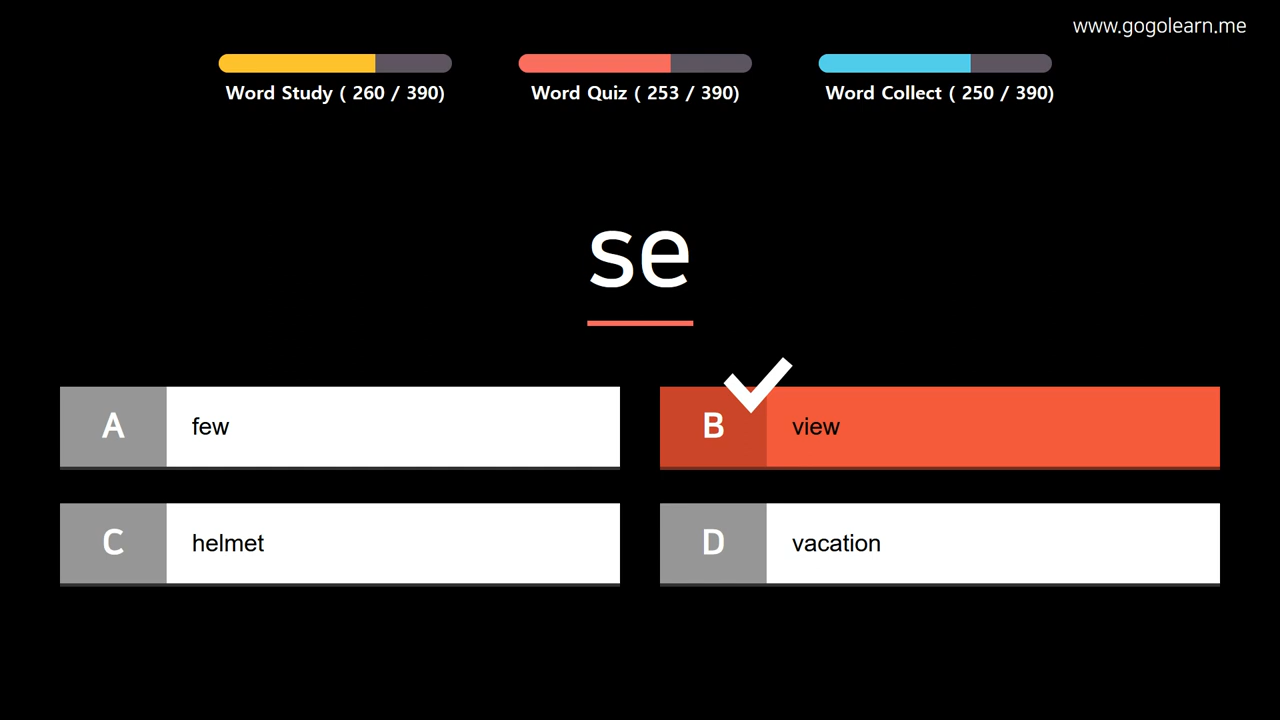 www.gogolearn.me
Word Study ( 260 / 390)
Word Quiz ( 253 / 390)
Word Collect ( 250 / 390)
se
A few
B view
C helmet
D vacation